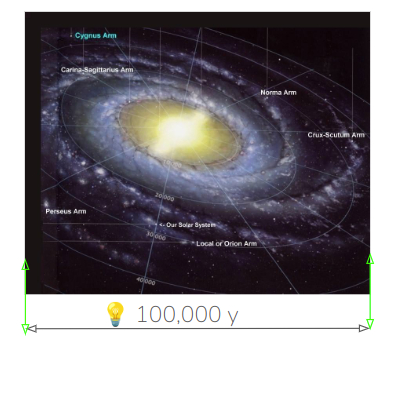 Cygnus Arm
Carina-Sagittarius Arm
Norma Arm
Crux-Scutum Arm
20,000
Perseus Arm
<- Our Solar System
30,000
Local or Orion Arm
40,000
💡 100,000 y